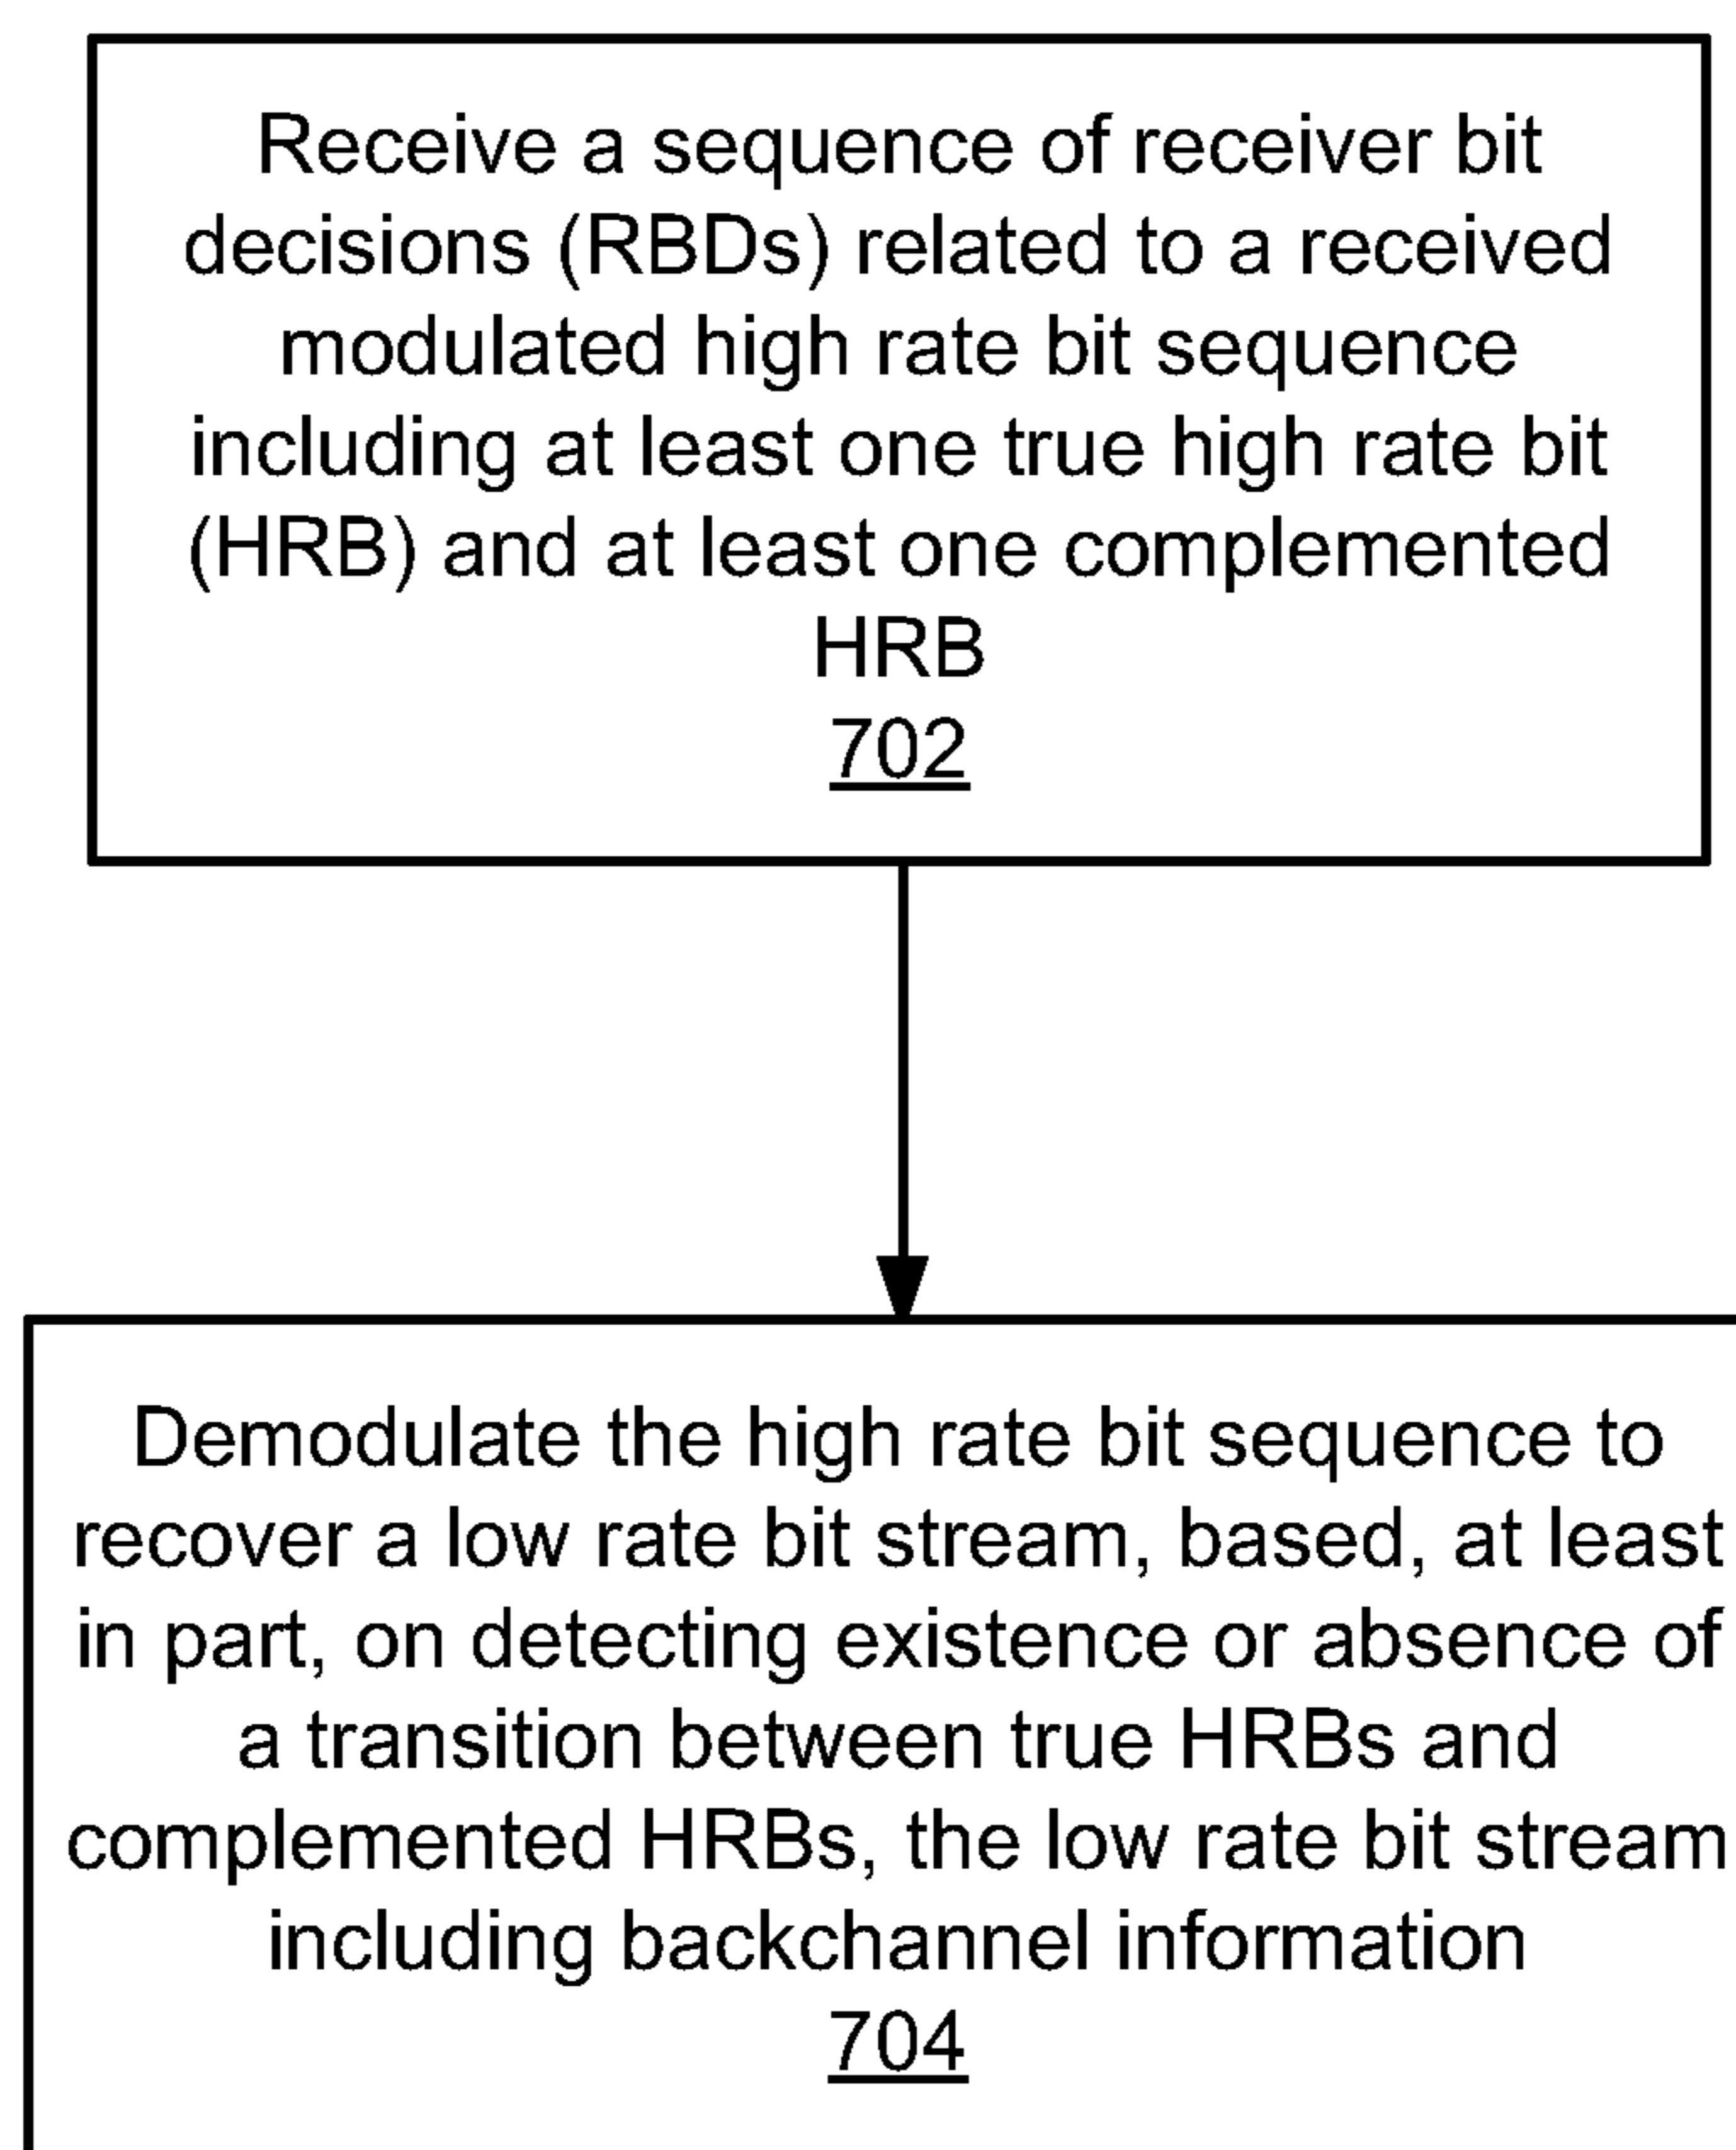 Receive a sequence of receiver bit
decisions (RBDs) related to a received
modulated high rate bit sequence
including at least one true high rate bit
(HRB) and at least one complemented
HRB
702
Demodulate the high rate bit sequence to
recover a low rate bit stream, based, at least
in part, on detecting existence or absence of
a transition between true HRBs and
complemented HRBs, the low rate bit stream
including backchannel information
704